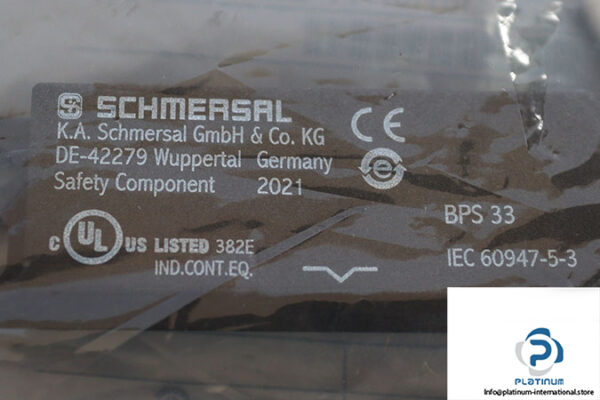 SCHMERSAL
K.A. Schmersal GmbH & Co. KG
DE-42279 Wuppertal Germany
Safety Component 2021
CE
C UL US LISTED 382E
IND.CONT.EQ.
BPS 33
IEC 60947-5-3
PLATINUM
Info@platinum-international.store